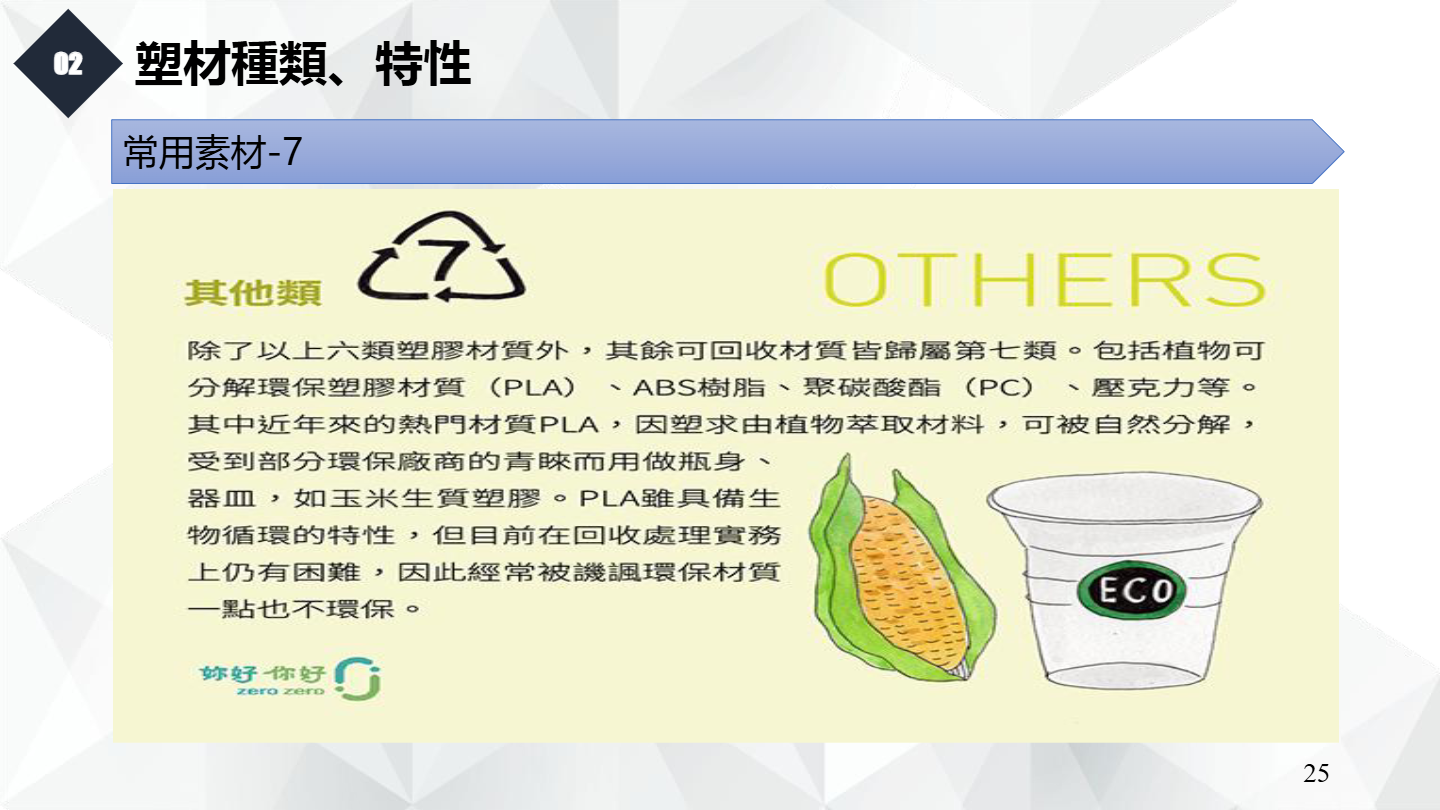 02
塑材種類、特性
常用素材-7
7
其他類
OTHERS
除了以上六類塑膠材質外，其餘可回收材質皆歸屬第七類。包括植物可
分解環保塑膠材質（PLA）、ABS樹脂、聚碳酸酯（PC）、壓克力等。
其中近年來的熱門材質PLA，因塑求由植物萃取材料，可被自然分解，
受到部分環保廠商的青睞而用做瓶身、
器皿，如玉米生質塑膠。PLA雖具備生
物循環的特性，但目前在回收處理實務
上仍有困難，因此經常被譏諷環保材質
一點也不環保。
ECO
妳好 你好
zero zero
25